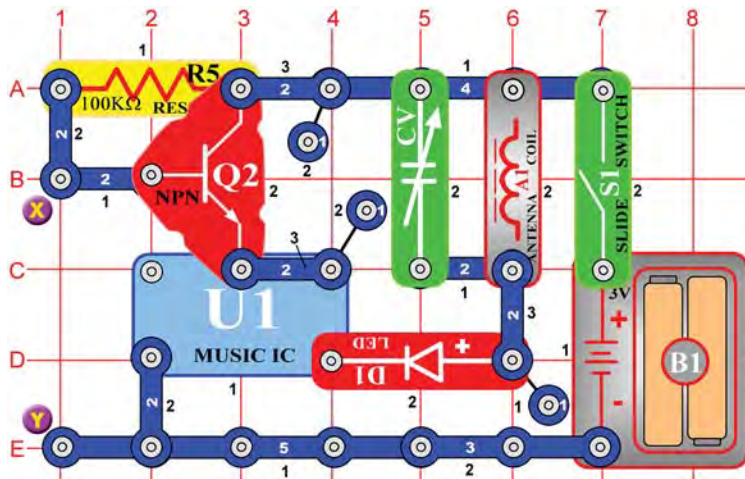 1 2 3 4 5 6 7 8
1 3 1
A R5 2 4
100KΩ RES
2 2 1 2 CV A1 COIL ANTENNA S1 SLIDE SWITCH
B 2 NPN Q2 2 2 2 2
1 2 1
X
3
C 2 2
U1 1 2 3 3V
+
D MUSIC IC LED D1 + 1 B1
1 2 1 1 -
2 2
Y
E 5 3
1 2